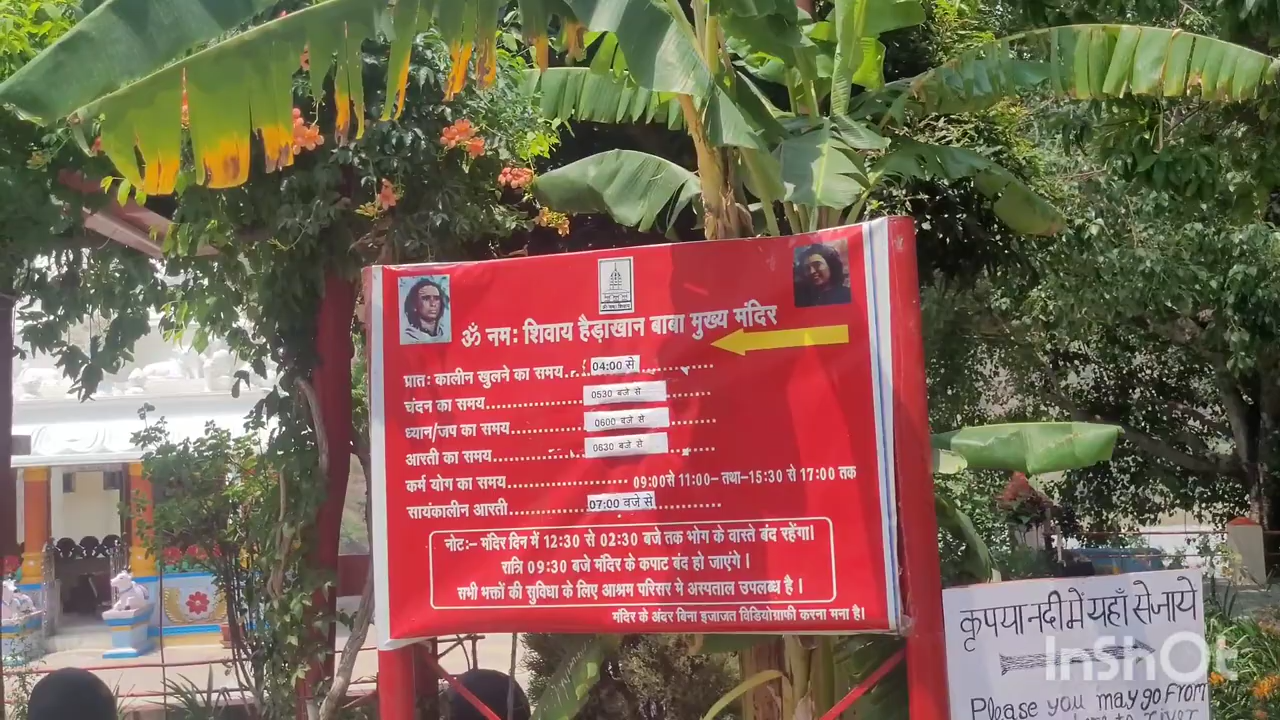 ॐ नमः शिवाय हैड़ाखान बाबा मुख्य मंदिर
प्रातः कालीन खुलने का समय.. 04:00 से ..........
चंदन का समय.................. 0530 बजे से ........
ध्यान/जप का समय............. 0600 बजे से ........
आरती का समय................ 0630 बजे से ........
कर्म योग का समय...................... 09:00से 11:00– तथा–15:30 से 17:00 तक
सायंकालीन आरती.............. 07:00 वजे से ...........
नोटः– मंदिर दिन में 12:30 से 02:30 बजे तक भोग के वास्ते बंद रहेंगा।
रात्रि 09:30 बजे मंदिर के कपाट बंद हो जाएंगे ।
सभी भक्तों की सुविधा के लिए आश्रम परिसर मे अस्पताल उपलब्ध है ।
मंदिर के अंदर बिना इजाजत विडियोग्राफी करना मना है।
कृपया नदी में यहाँ से जाये
Please you may go From
to river
InShOt